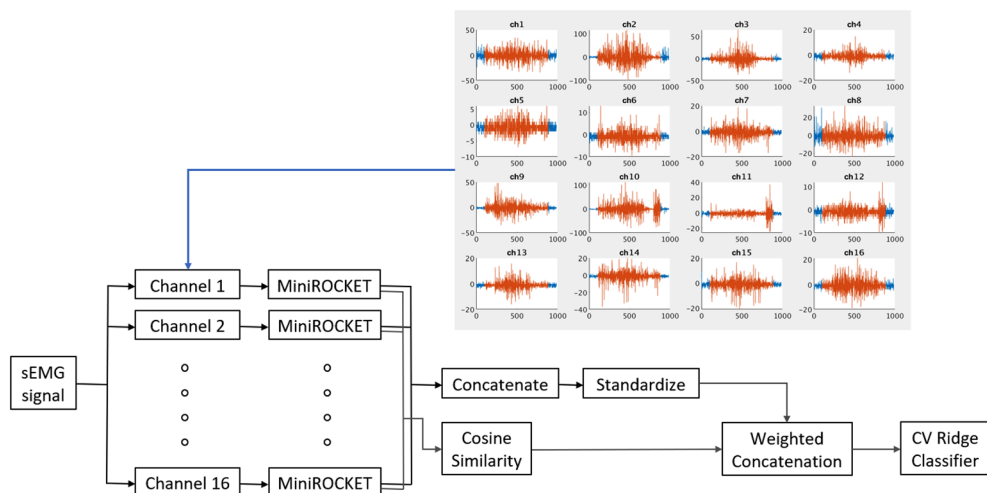 ch1 ch2 ch3 ch4
50 100 50 20
0 0 0 0
-50 -100 -50 -20
0 500 1000 0 500 1000 0 500 1000 0 500 1000
ch5 ch6 ch7 ch8
5 10 20 20
0 5 0 0
-5 0 -20 -20
-10 -5
-10
0 500 1000 0 500 1000 0 500 1000 0 500 1000
ch9 ch10 ch11 ch12
50 100 40 10
0 0 20 0
-50 -100 0 -10
-20
0 500 1000 0 500 1000 0 500 1000 0 500 1000
ch13 ch14 ch15 ch16
20 20 20 20
0 0 0 0
-20 -20 -20 -20
-40
0 500 1000 0 500 1000 0 500 1000 0 500 1000
Channel 1 MiniROCKET
Channel 2 MiniROCKET
sEMG
signal
Concatenate Standardize
Cosine
Similarity
Weighted
Concatenation
CV Ridge
Classifier
Channel 16 MiniROCKET